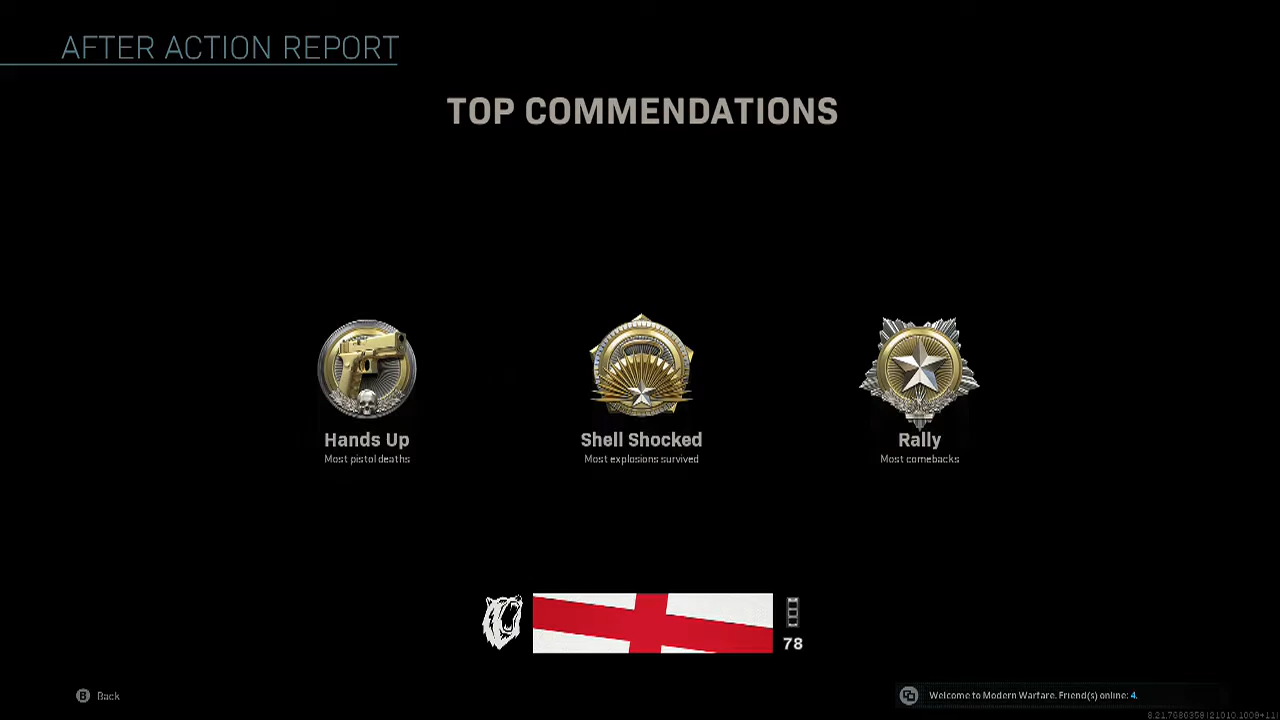 AFTER ACTION REPORT
TOP COMMENDATIONS
Hands Up
Most pistol deaths
Shell Shocked
Most explosions survived
Rally
Most comebacks
78
B Back
Welcome to Modern Warfare. Friend(s) online: 4.